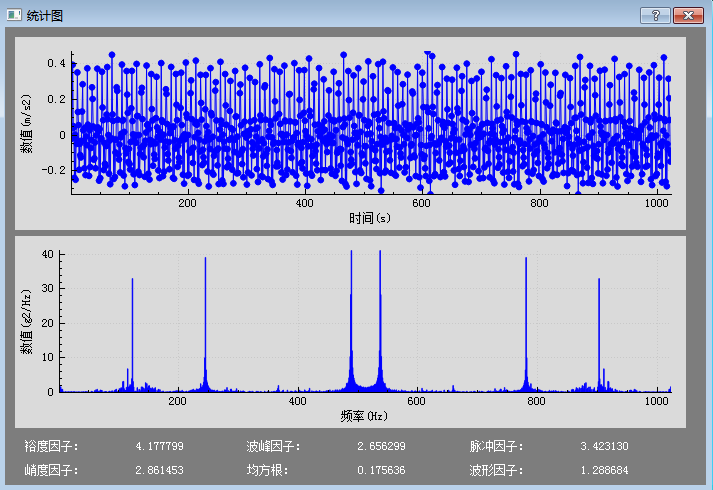 统计图
0.4
0.2
0
-0.2
数值(m/s2)
200 400 600 800 1000
时间(s)
40
30
20
10
0
数值(g2/Hz)
200 400 600 800 1000
频率(Hz)
裕度因子: 4.177799 波峰因子: 2.656299 脉冲因子: 3.423130
峭度因子: 2.861453 均方根: 0.175636 波形因子: 1.288684